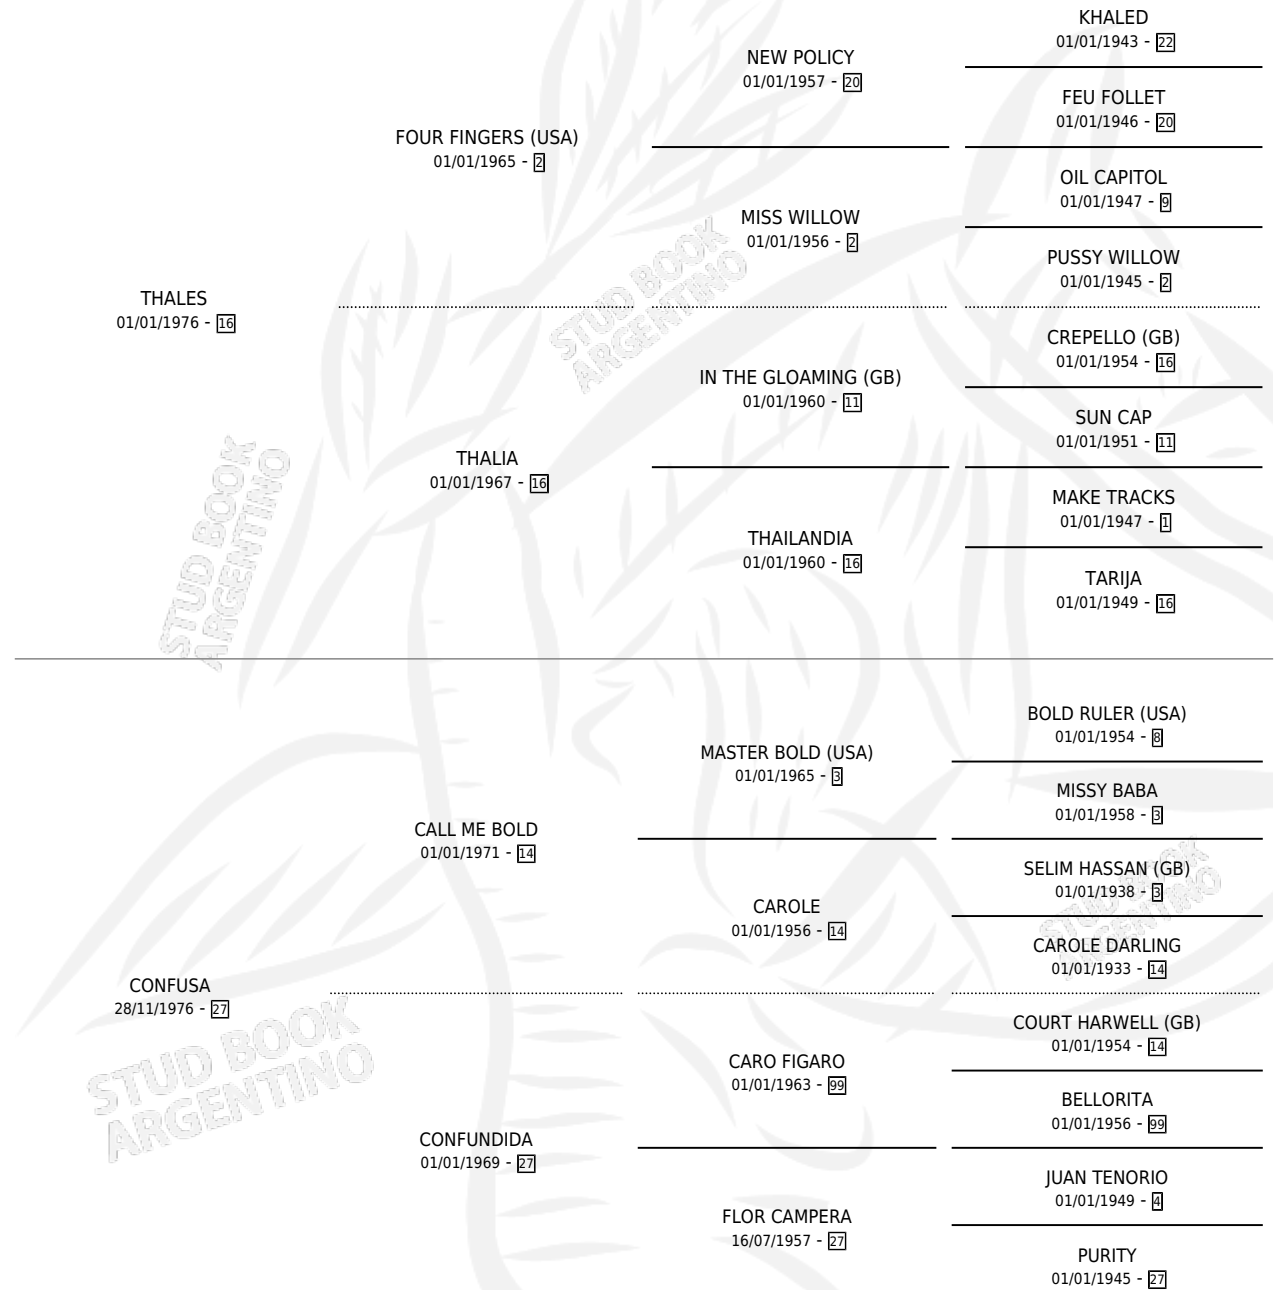 KHALED
01/01/1943 - 22
NEW POLICY
01/01/1957 - 20
FEU FOLLET
01/01/1946 - 20
FOUR FINGERS (USA)
01/01/1965 - 2
OIL CAPITOL
01/01/1947 - 9
MISS WILLOW
01/01/1956 - 2
PUSSY WILLOW
01/01/1945 - 2
THALES
01/01/1976 - 16
STUD BOOK
ARGENTINO
CREPELLO (GB)
01/01/1954 - 16
IN THE GLOAMING (GB)
01/01/1960 - 11
SUN CAP
01/01/1951 - 11
THALIA
01/01/1967 - 16
MAKE TRACKS
01/01/1947 - 1
THAILANDIA
01/01/1960 - 16
TARIJA
01/01/1949 - 16
STUD BOOK
ARGENTINO
BOLD RULER (USA)
01/01/1954 - 8
MASTER BOLD (USA)
01/01/1965 - 3
MISSY BABA
01/01/1958 - 3
CALL ME BOLD
01/01/1971 - 14
SELIM HASSAN (GB)
01/01/1938 - 3
CAROLE
01/01/1956 - 14
STUD BOOK
ARGENTINO
CAROLE DARLING
01/01/1933 - 14
CONFUSA
28/11/1976 - 27
COURT HARWELL (GB)
01/01/1954 - 14
CARO FIGARO
01/01/1963 - 99
STUD BOOK
ARGENTINO
BELLORITA
01/01/1956 - 99
CONFUNDIDA
01/01/1969 - 27
JUAN TENORIO
01/01/1949 - 4
FLOR CAMPERA
16/07/1957 - 27
PURITY
01/01/1945 - 27